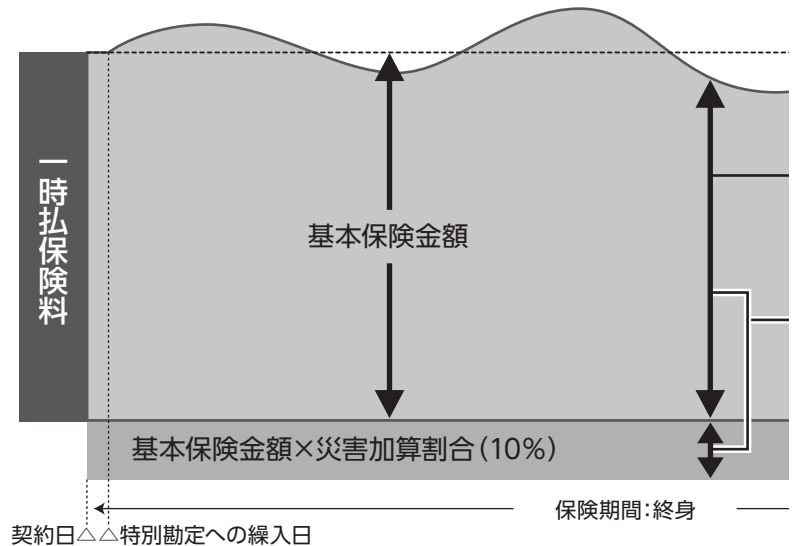 一時払保険料
基本保険金額
基本保険金額×災害加算割合(10%)
保険期間:終身
契約日△△特別勘定への繰入日